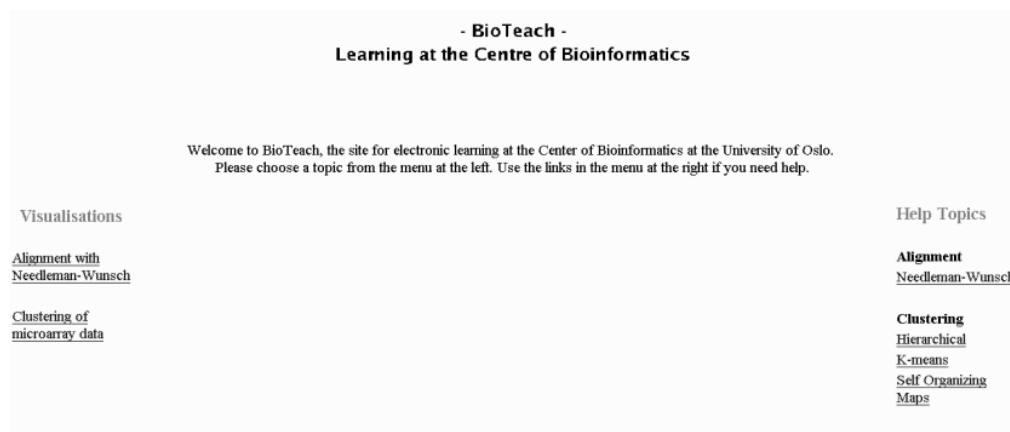 - BioTeach -
Learning at the Centre of Bioinformatics
Welcome to BioTeach, the site for electronic learning at the Center of Bioinformatics at the University of Oslo.
Please choose a topic from the menu at the left. Use the links in the menu at the right if you need help.
Visualisations
Alignment with
Needleman-Wunsch
Clustering of
microarray data
Help Topics
Alignment
Needleman-Wunsch
Clustering
Hierarchical
K-means
Self Organizing
Maps